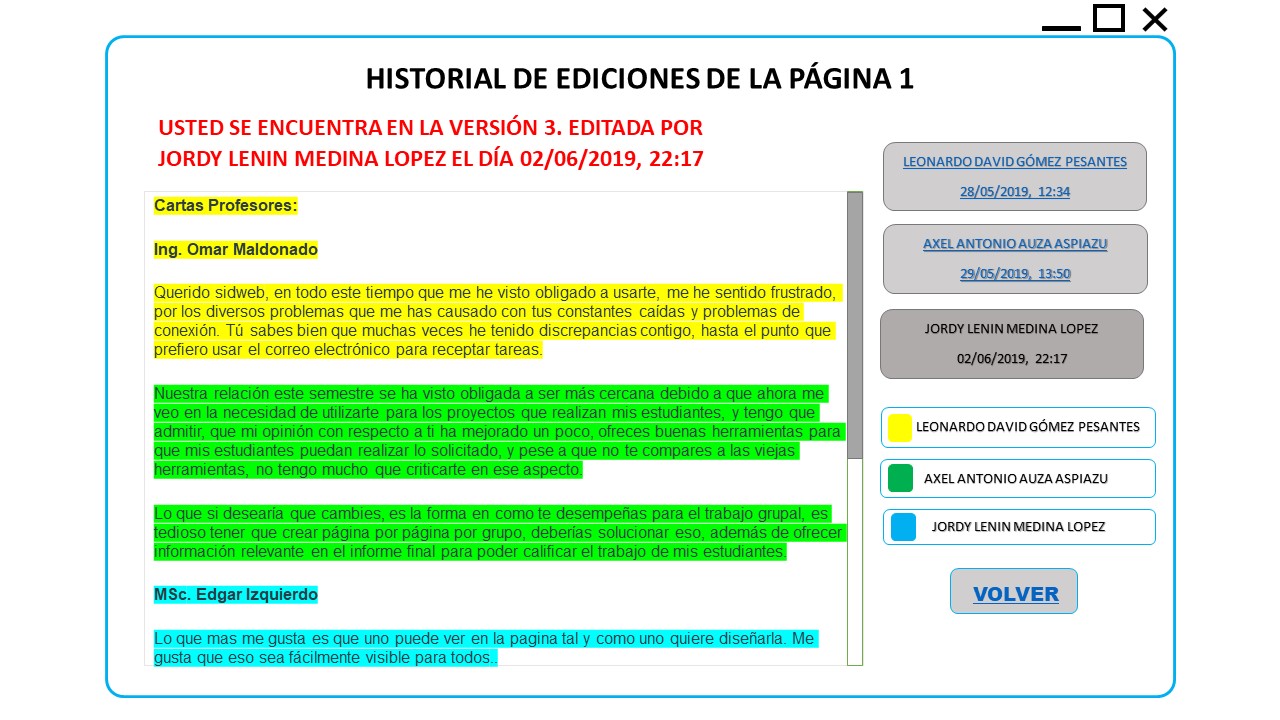 HISTORIAL DE EDICIONES DE LA PÁGINA 1
USTED SE ENCUENTRA EN LA VERSIÓN 3. EDITADA POR
JORDY LENIN MEDINA LOPEZ EL DÍA 02/06/2019, 22:17
Cartas Profesores:
Ing. Omar Maldonado
Querido sidweb, en todo este tiempo que me he visto obligado a usarte, me he sentido frustrado,
por los diversos problemas que me has causado con tus constantes caídas y problemas de
conexión. Tú sabes bien que muchas veces he tenido discrepancias contigo, hasta el punto que
prefiero usar el correo electrónico para receptar tareas.
Nuestra relación este semestre se ha visto obligada a ser más cercana debido a que ahora me
veo en la necesidad de utilizarte para los proyectos que realizan mis estudiantes, y tengo que
admitir, que mi opinión con respecto a ti ha mejorado un poco, ofreces buenas herramientas para
que mis estudiantes puedan realizar lo solicitado, y pese a que no te compares a las viejas
herramientas, no tengo mucho que criticarte en ese aspecto.
Lo que si desearía que cambies, es la forma en como te desempeñas para el trabajo grupal, es
tedioso tener que crear página por página por grupo, deberías solucionar eso, además de ofrecer
información relevante en el informe final para poder calificar el trabajo de mis estudiantes.
MSc. Edgar Izquierdo
Lo que mas me gusta es que uno puede ver en la pagina tal y como uno quiere diseñarla. Me
gusta que eso sea fácilmente visible para todos..
LEONARDO DAVID GÓMEZ PESANTES
28/05/2019, 12:34
AXEL ANTONIO AUZA ASPIAZU
29/05/2019, 13:50
JORDY LENIN MEDINA LOPEZ
02/06/2019, 22:17
LEONARDO DAVID GÓMEZ PESANTES
AXEL ANTONIO AUZA ASPIAZU
JORDY LENIN MEDINA LOPEZ
VOLVER